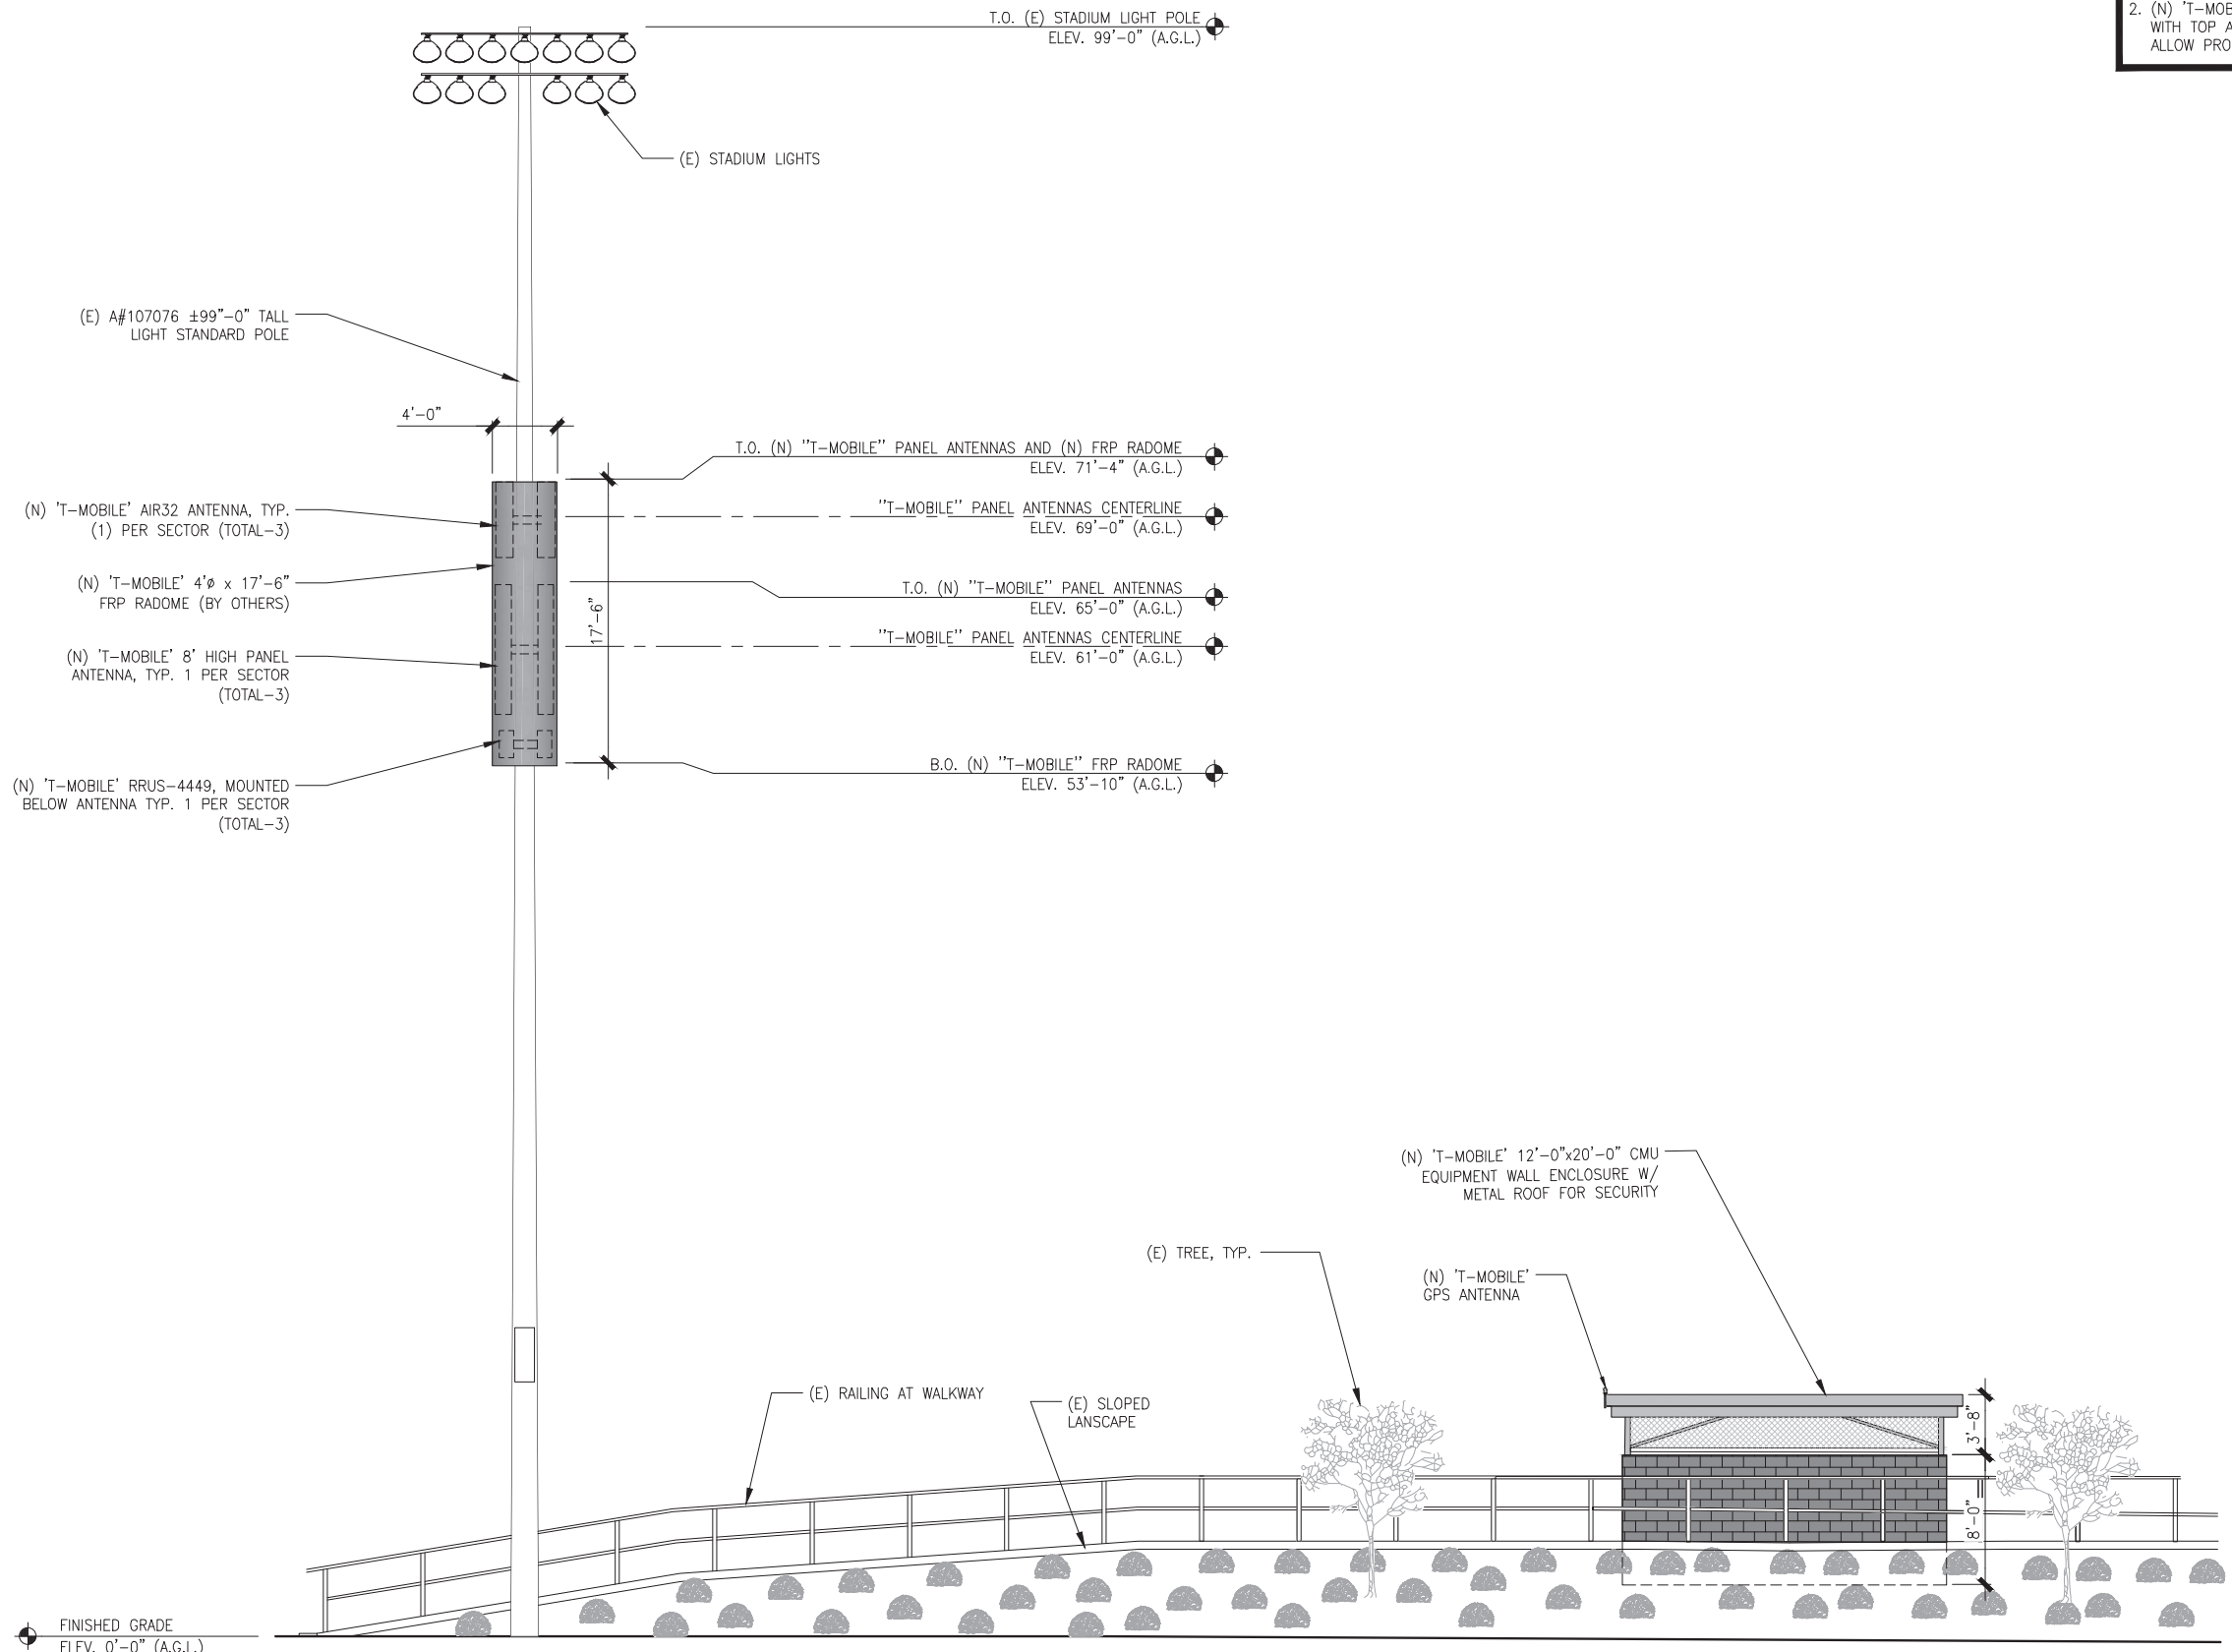 T.O. (E) STADIUM LIGHT POLE
ELEV. 99'-0" (A.G.L.)
2. (N) 'T-MOB
WITH TOP A
ALLOW PRO
(E) STADIUM LIGHTS
(E) A#107076 ±99"-0" TALL
LIGHT STANDARD POLE
4'-0"
T.O. (N) "T-MOBILE" PANEL ANTENNAS AND (N) FRP RADOME
ELEV. 71'-4" (A.G.L.)
(N) 'T-MOBILE' AIR32 ANTENNA, TYP.
(1) PER SECTOR (TOTAL-3)
"T-MOBILE" PANEL ANTENNAS CENTERLINE
ELEV. 69'-0" (A.G.L.)
(N) 'T-MOBILE' 4'ø x 17'-6"
FRP RADOME (BY OTHERS)
17'-6"
T.O. (N) "T-MOBILE" PANEL ANTENNAS
ELEV. 65'-0" (A.G.L.)
"T-MOBILE" PANEL ANTENNAS CENTERLINE
ELEV. 61'-0" (A.G.L.)
(N) 'T-MOBILE' 8' HIGH PANEL
ANTENNA, TYP. 1 PER SECTOR
(TOTAL-3)
B.O. (N) "T-MOBILE" FRP RADOME
ELEV. 53'-10" (A.G.L.)
(N) 'T-MOBILE' RRUS-4449, MOUNTED
BELOW ANTENNA TYP. 1 PER SECTOR
(TOTAL-3)
(N) 'T-MOBILE' 12'-0"x20'-0" CMU
EQUIPMENT WALL ENCLOSURE W/
METAL ROOF FOR SECURITY
(E) TREE, TYP.
(N) 'T-MOBILE'
GPS ANTENNA
(E) RAILING AT WALKWAY
(E) SLOPED
LANSCAPE
3'-8"
8'-0"
FINISHED GRADE
ELEV. 0'-0" (A.G.L.)